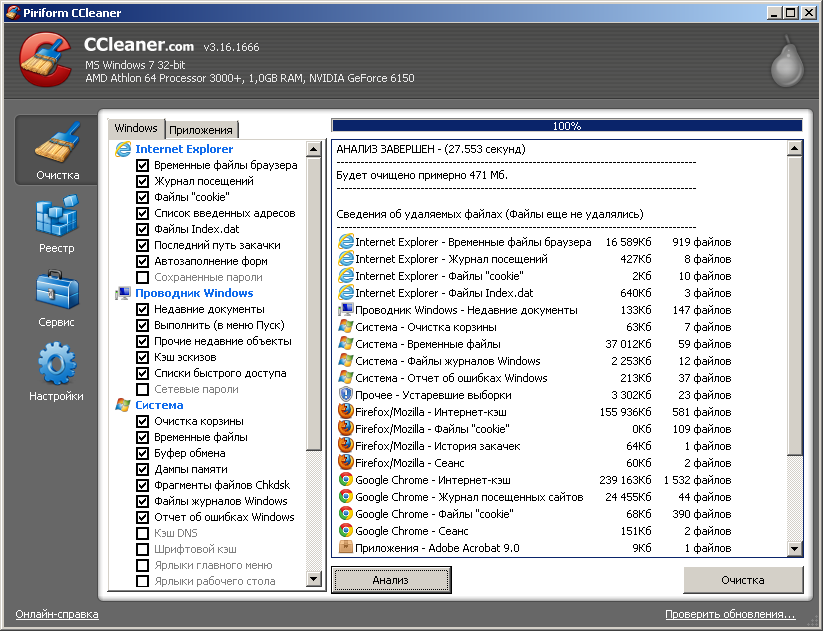 Piriform CCleaner
CCleaner.com v3.16.1666
MS Windows 7 32-bit
AMD Athlon 64 Processor 3000+, 1,0GB RAM, NVIDIA GeForce 6150
Очистка
Реестр
Сервис
Настройки
Windows
Приложения
Internet Explorer
Временные файлы браузера
Журнал посещений
Файлы "cookie"
Список введенных адресов
Файлы Index.dat
Последний путь закачки
Автозаполнение форм
Сохраненные пароли
Проводник Windows
Недавние документы
Выполнить (в меню Пуск)
Прочие недавние объекты
Кэш эскизов
Списки быстрого доступа
Сетевые пароли
Система
Очистка корзины
Временные файлы
Буфер обмена
Дампы памяти
Фрагменты файлов Chkdsk
Файлы журналов Windows
Отчет об ошибках Windows
Кэш DNS
Шрифтовой кэш
Ярлыки главного меню
Ярлыки рабочего стола
100%
АНАЛИЗ ЗАВЕРШЕН - (27.553 секунд)
Будет очищено примерно 471 Мб.
Сведения об удаляемых файлах (Файлы еще не удалялись)
Internet Explorer - Временные файлы браузера 16 589Кб 919 файлов
Internet Explorer - Журнал посещений 427Кб 8 файлов
Internet Explorer - Файлы "cookie" 2Кб 10 файлов
Internet Explorer - Файлы Index.dat 640Кб 3 файлов
Проводник Windows - Недавние документы 133Кб 147 файлов
Система - Очистка корзины 63Кб 7 файлов
Система - Временные файлы 37 012Кб 59 файлов
Система - Файлы журналов Windows 2 253Кб 12 файлов
Система - Отчет об ошибках Windows 213Кб 37 файлов
Прочее - Устаревшие выборки 3 302Кб 23 файлов
Firefox/Mozilla - Интернет-кэш 155 936Кб 581 файлов
Firefox/Mozilla - Файлы "cookie" 0Кб 109 файлов
Firefox/Mozilla - История закачек 64Кб 1 файлов
Firefox/Mozilla - Сеанс 60Кб 2 файлов
Google Chrome - Интернет-кэш 239 163Кб 1 532 файлов
Google Chrome - Журнал посещенных сайтов 24 455Кб 44 файлов
Google Chrome - Файлы "cookie" 68Кб 390 файлов
Google Chrome - Сеанс 151Кб 2 файлов
Приложения - Adobe Acrobat 9.0 9Кб 1 файлов
Анализ
Очистка
Онлайн-справка
Проверить обновления...